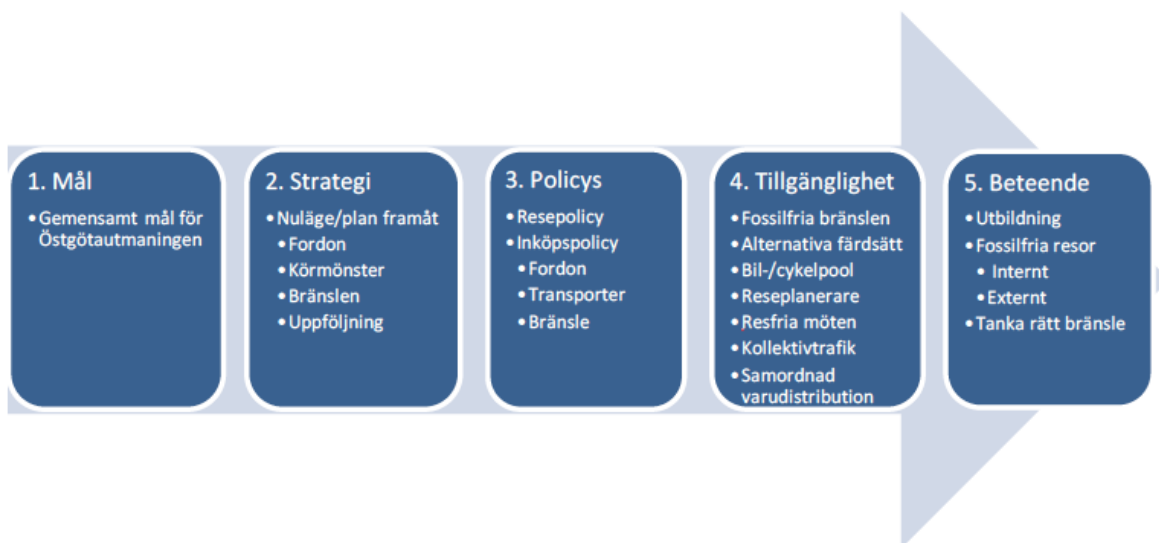 1. Mål
• Gemensamt mål för
Östgötautmaningen
2. Strategi
• Nuläge/plan framåt
• Fordon
• Körmönster
• Bränslen
• Uppföljning
3. Policys
• Resepolicy
• Inköpspolicy
• Fordon
• Transporter
• Bränsle
4. Tillgänglighet
• Fossilfria bränslen
• Alternativa färdsätt
• Bil-/cykelpool
• Reseplanerare
• Resfria möten
• Kollektivtrafik
• Samordnad
varudistribution
5. Beteende
• Utbildning
• Fossilfria resor
• Internt
• Externt
• Tanka rätt bränsle